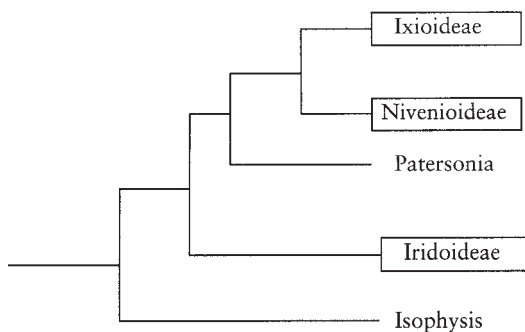 Ixioideae
Nivenioideae
Patersonia
Iridoideae
Isophysis